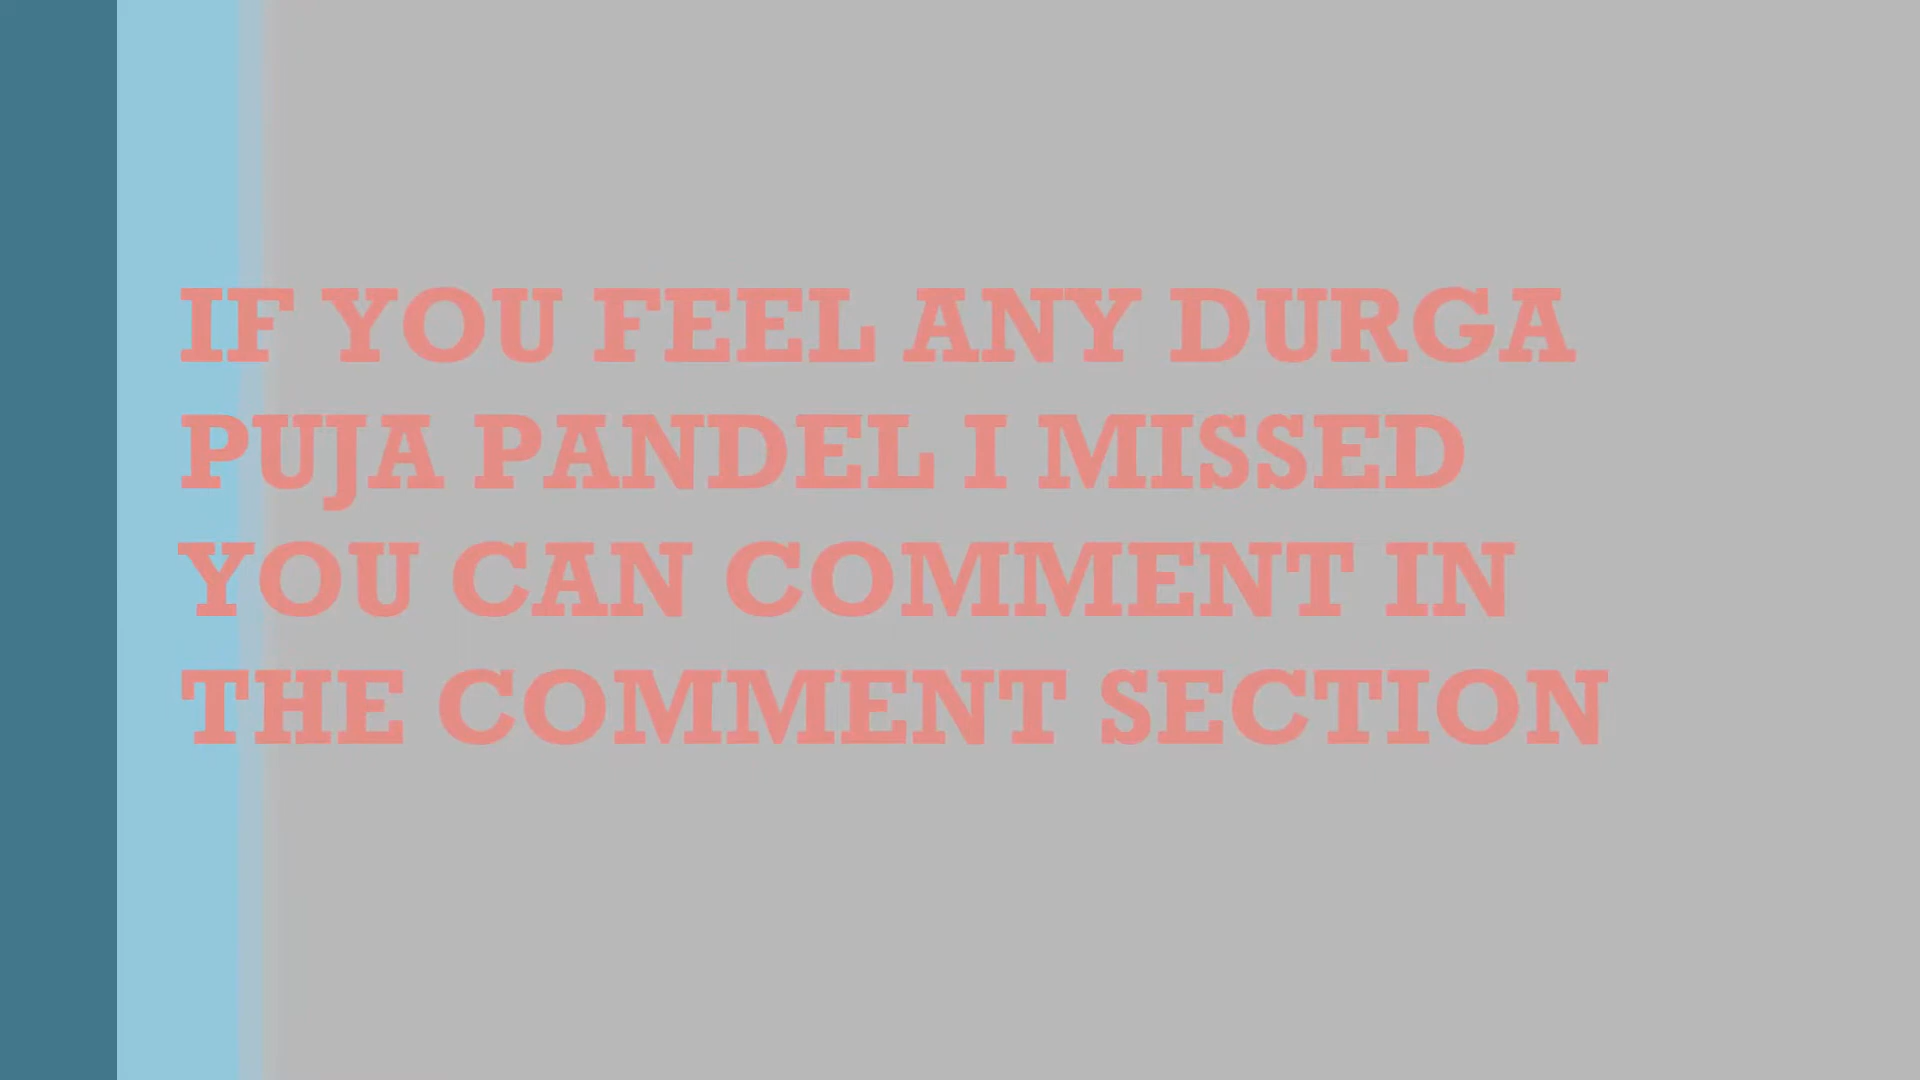 IF YOU FEEL ANY DURGA
PUJA PANDEL I MISSED
YOU CAN COMMENT IN
THE COMMENT SECTION